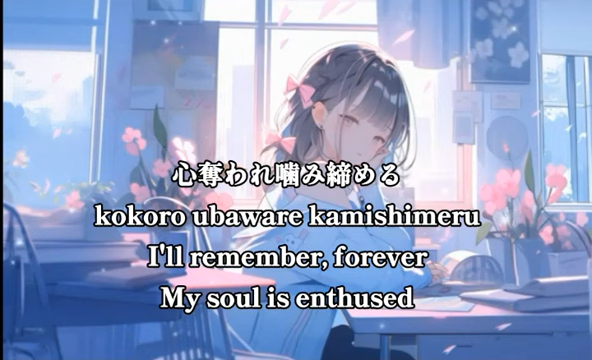 心奪われ噛み締める
kokoro ubaware kamishimeru
I'll remember, forever
My soul is enthused